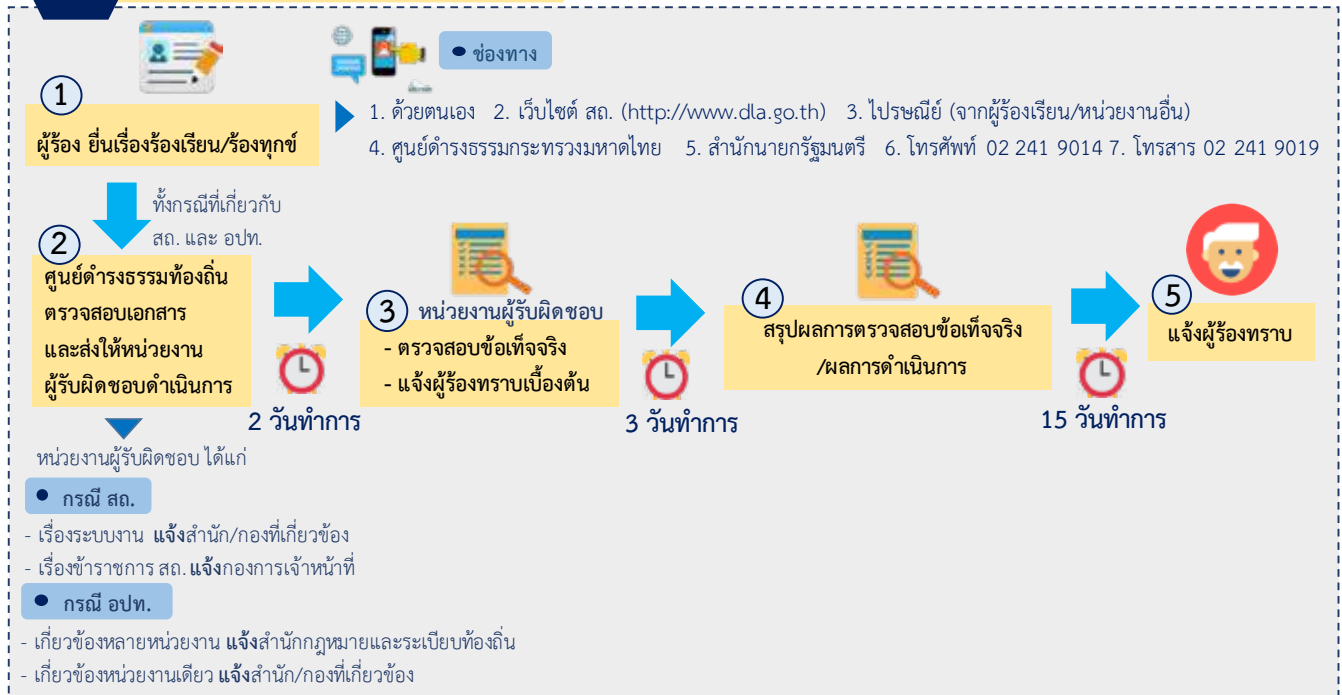 ● ช่องทาง
1
ผู้ร้อง ยื่นเรื่องร้องเรียน/ร้องทุกข์
1. ด้วยตนเอง 2. เว็บไซต์ สถ. (http://www.dla.go.th) 3. ไปรษณีย์ (จากผู้ร้องเรียน/หน่วยงานอื่น)
4. ศูนย์ดำรงธรรมกระทรวงมหาดไทย 5. สำนักนายกรัฐมนตรี 6. โทรศัพท์ 02 241 9014 7. โทรสาร 02 241 9019
ทั้งกรณีที่เกี่ยวกับ
สถ. และ อปท.
2
ศูนย์ดำรงธรรมท้องถิ่น
ตรวจสอบเอกสาร
และส่งให้หน่วยงาน
ผู้รับผิดชอบดำเนินการ
2 วันทำการ
3 หน่วยงานผู้รับผิดชอบ
- ตรวจสอบข้อเท็จจริง
- แจ้งผู้ร้องทราบเบื้องต้น
3 วันทำการ
4
สรุปผลการตรวจสอบข้อเท็จจริง
/ผลการดำเนินการ
15 วันทำการ
5
แจ้งผู้ร้องทราบ
หน่วยงานผู้รับผิดชอบ ได้แก่
● กรณี สถ.
- เรื่องระบบงาน แจ้งสำนัก/กองที่เกี่ยวข้อง
- เรื่องข้าราชการ สถ. แจ้งกองการเจ้าหน้าที่
● กรณี อปท.
- เกี่ยวข้องหลายหน่วยงาน แจ้งสำนักกฎหมายและระเบียบท้องถิ่น
- เกี่ยวข้องหน่วยงานเดียว แจ้งสำนัก/กองที่เกี่ยวข้อง